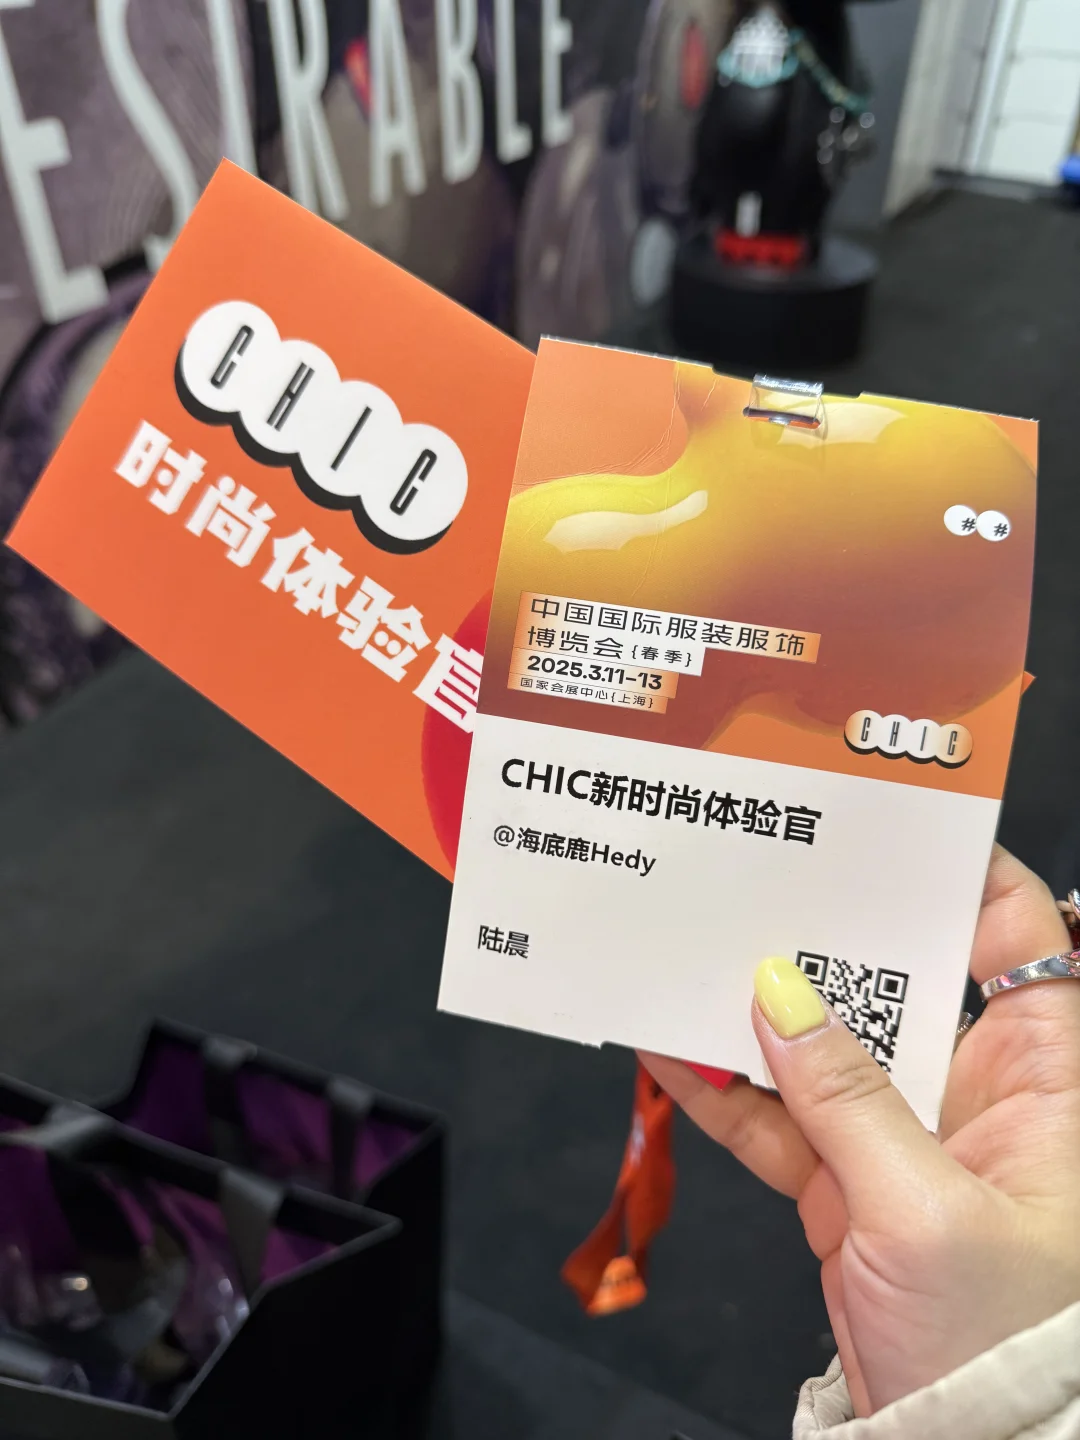 ESIRABLE
CHIC
时尚体验官
##
中国国际服装服饰
博览会{春季}
2025.3.11-13
国家会展中心{上海}
CHIC
CHIC新时尚体验官
@海底鹿Hedy
陆晨